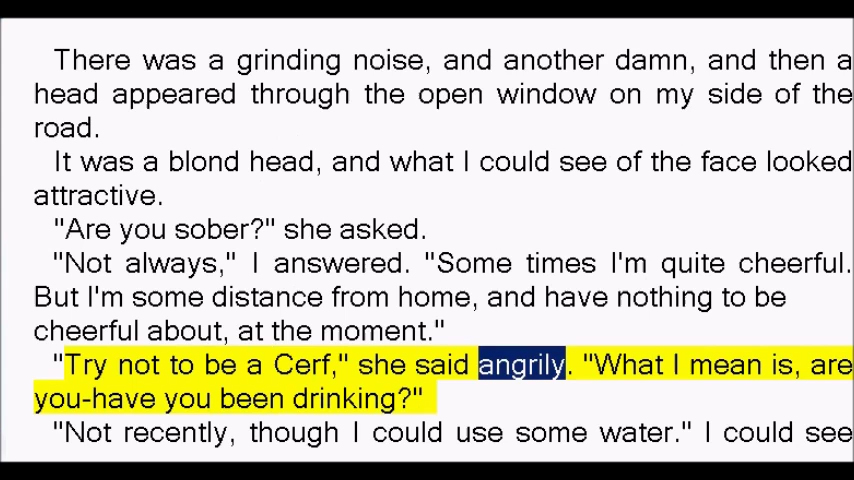 There was a grinding noise, and another damn, and then a
head appeared through the open window on my side of the
road.
It was a blond head, and what I could see of the face looked
attractive.
"Are you sober?" she asked.
"Not always," I answered. "Some times I'm quite cheerful.
But I'm some distance from home, and have nothing to be
cheerful about, at the moment."
"Try not to be a Cerf," she said angrily. "What I mean is, are
you-have you been drinking?"
"Not recently, though I could use some water." I could see